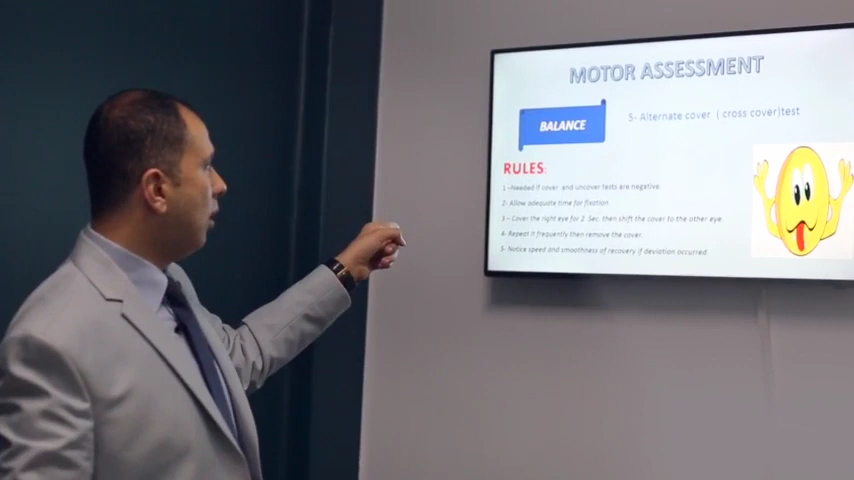 MOTOR ASSESSMENT
BALANCE
5- Alternate cover ( cross cover)test
RULES:
1 -Needed if cover and uncover tests are negative.
2- Allow adequate time for fixation.
3 - Cover the right eye for 2 Sec. then shift the cover to the other eye.
4- Repeat it frequently then remove the cover.
5- Notice speed and smoothness of recovery if deviation occurred.